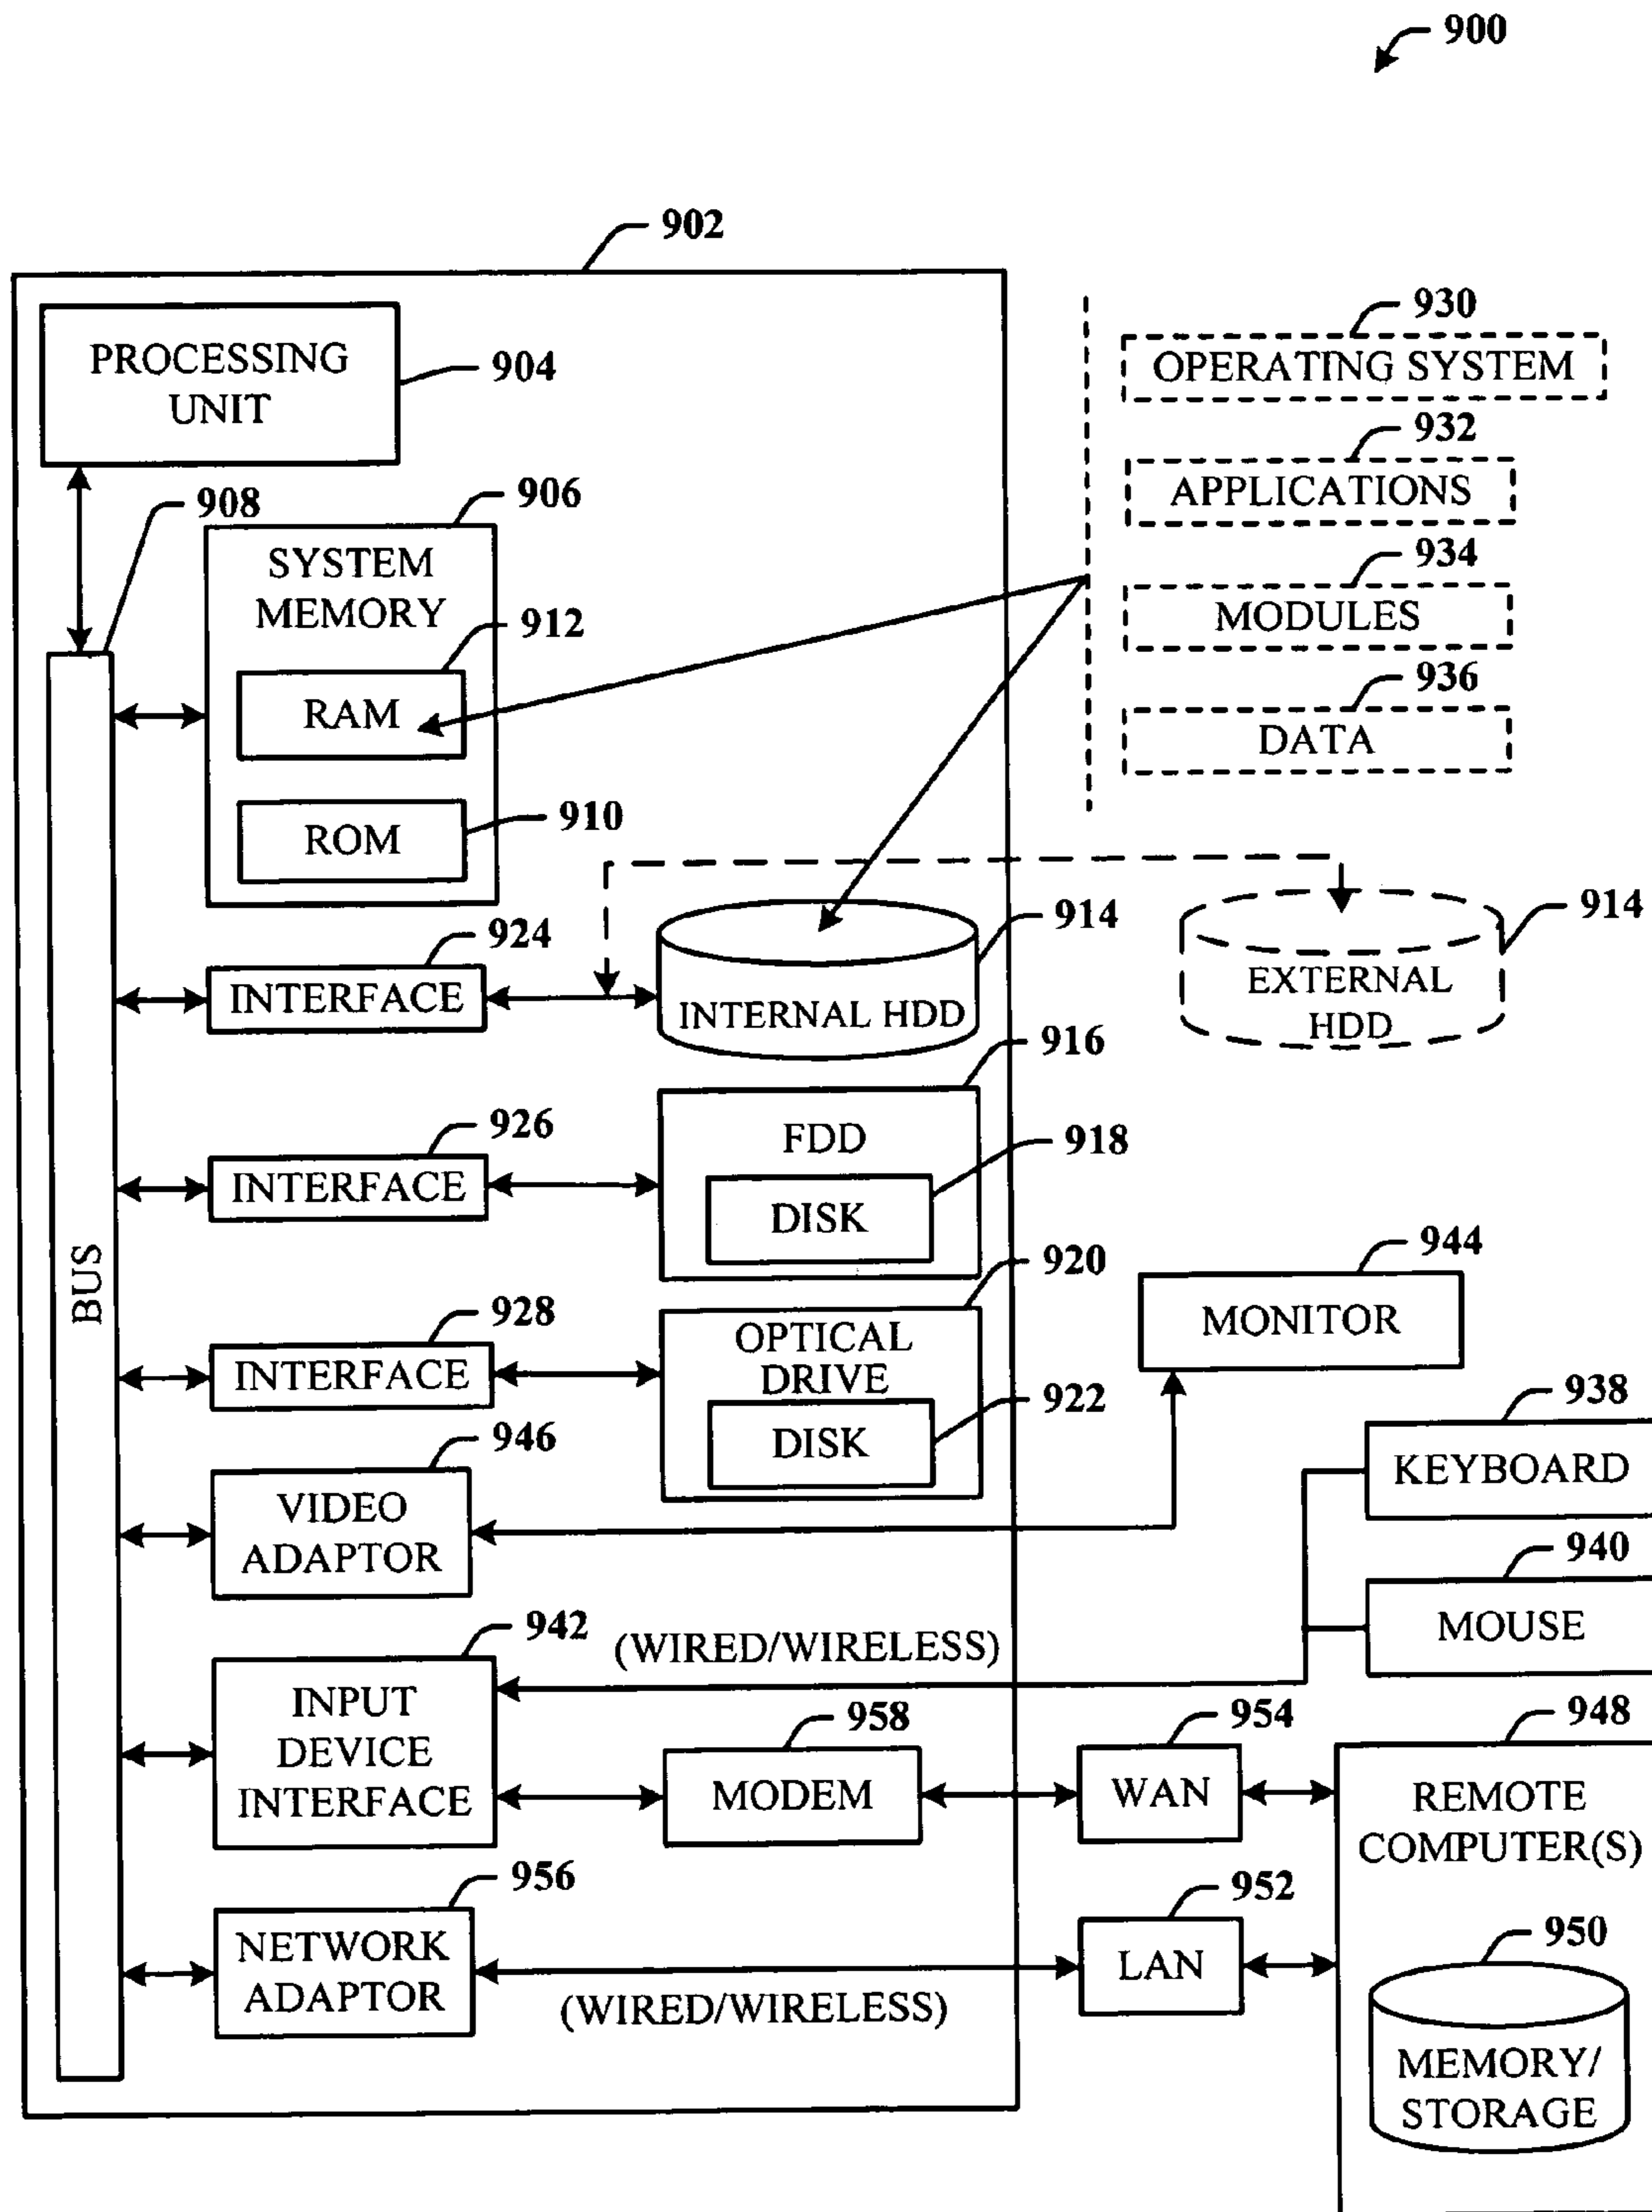 900
902
PROCESSING
UNIT
904
930
OPERATING SYSTEM
932
APPLICATIONS
934
MODULES
936
DATA
908
906
SYSTEM
MEMORY
912
RAM
910
ROM
914
INTERNAL HDD
914
EXTERNAL
HDD
924
INTERFACE
916
FDD
918
DISK
926
INTERFACE
BUS
920
OPTICAL
DRIVE
922
DISK
928
INTERFACE
944
MONITOR
946
VIDEO
ADAPTOR
938
KEYBOARD
940
MOUSE
942
(WIRED/WIRELESS)
INPUT
DEVICE
INTERFACE
958
MODEM
954
WAN
948
REMOTE
COMPUTER(S)
956
NETWORK
ADAPTOR
(WIRED/WIRELESS)
952
LAN
950
MEMORY/
STORAGE